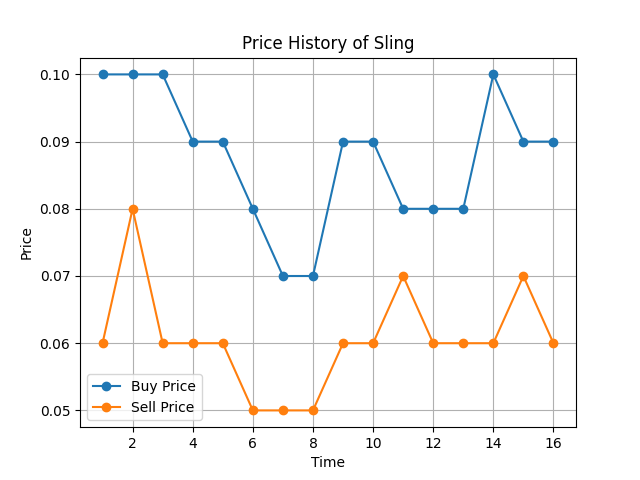 Price History of Sling
0.10
0.09
0.08
0.07
0.06
0.05
Price
Buy Price
Sell Price
2 4 6 8 10 12 14 16
Time